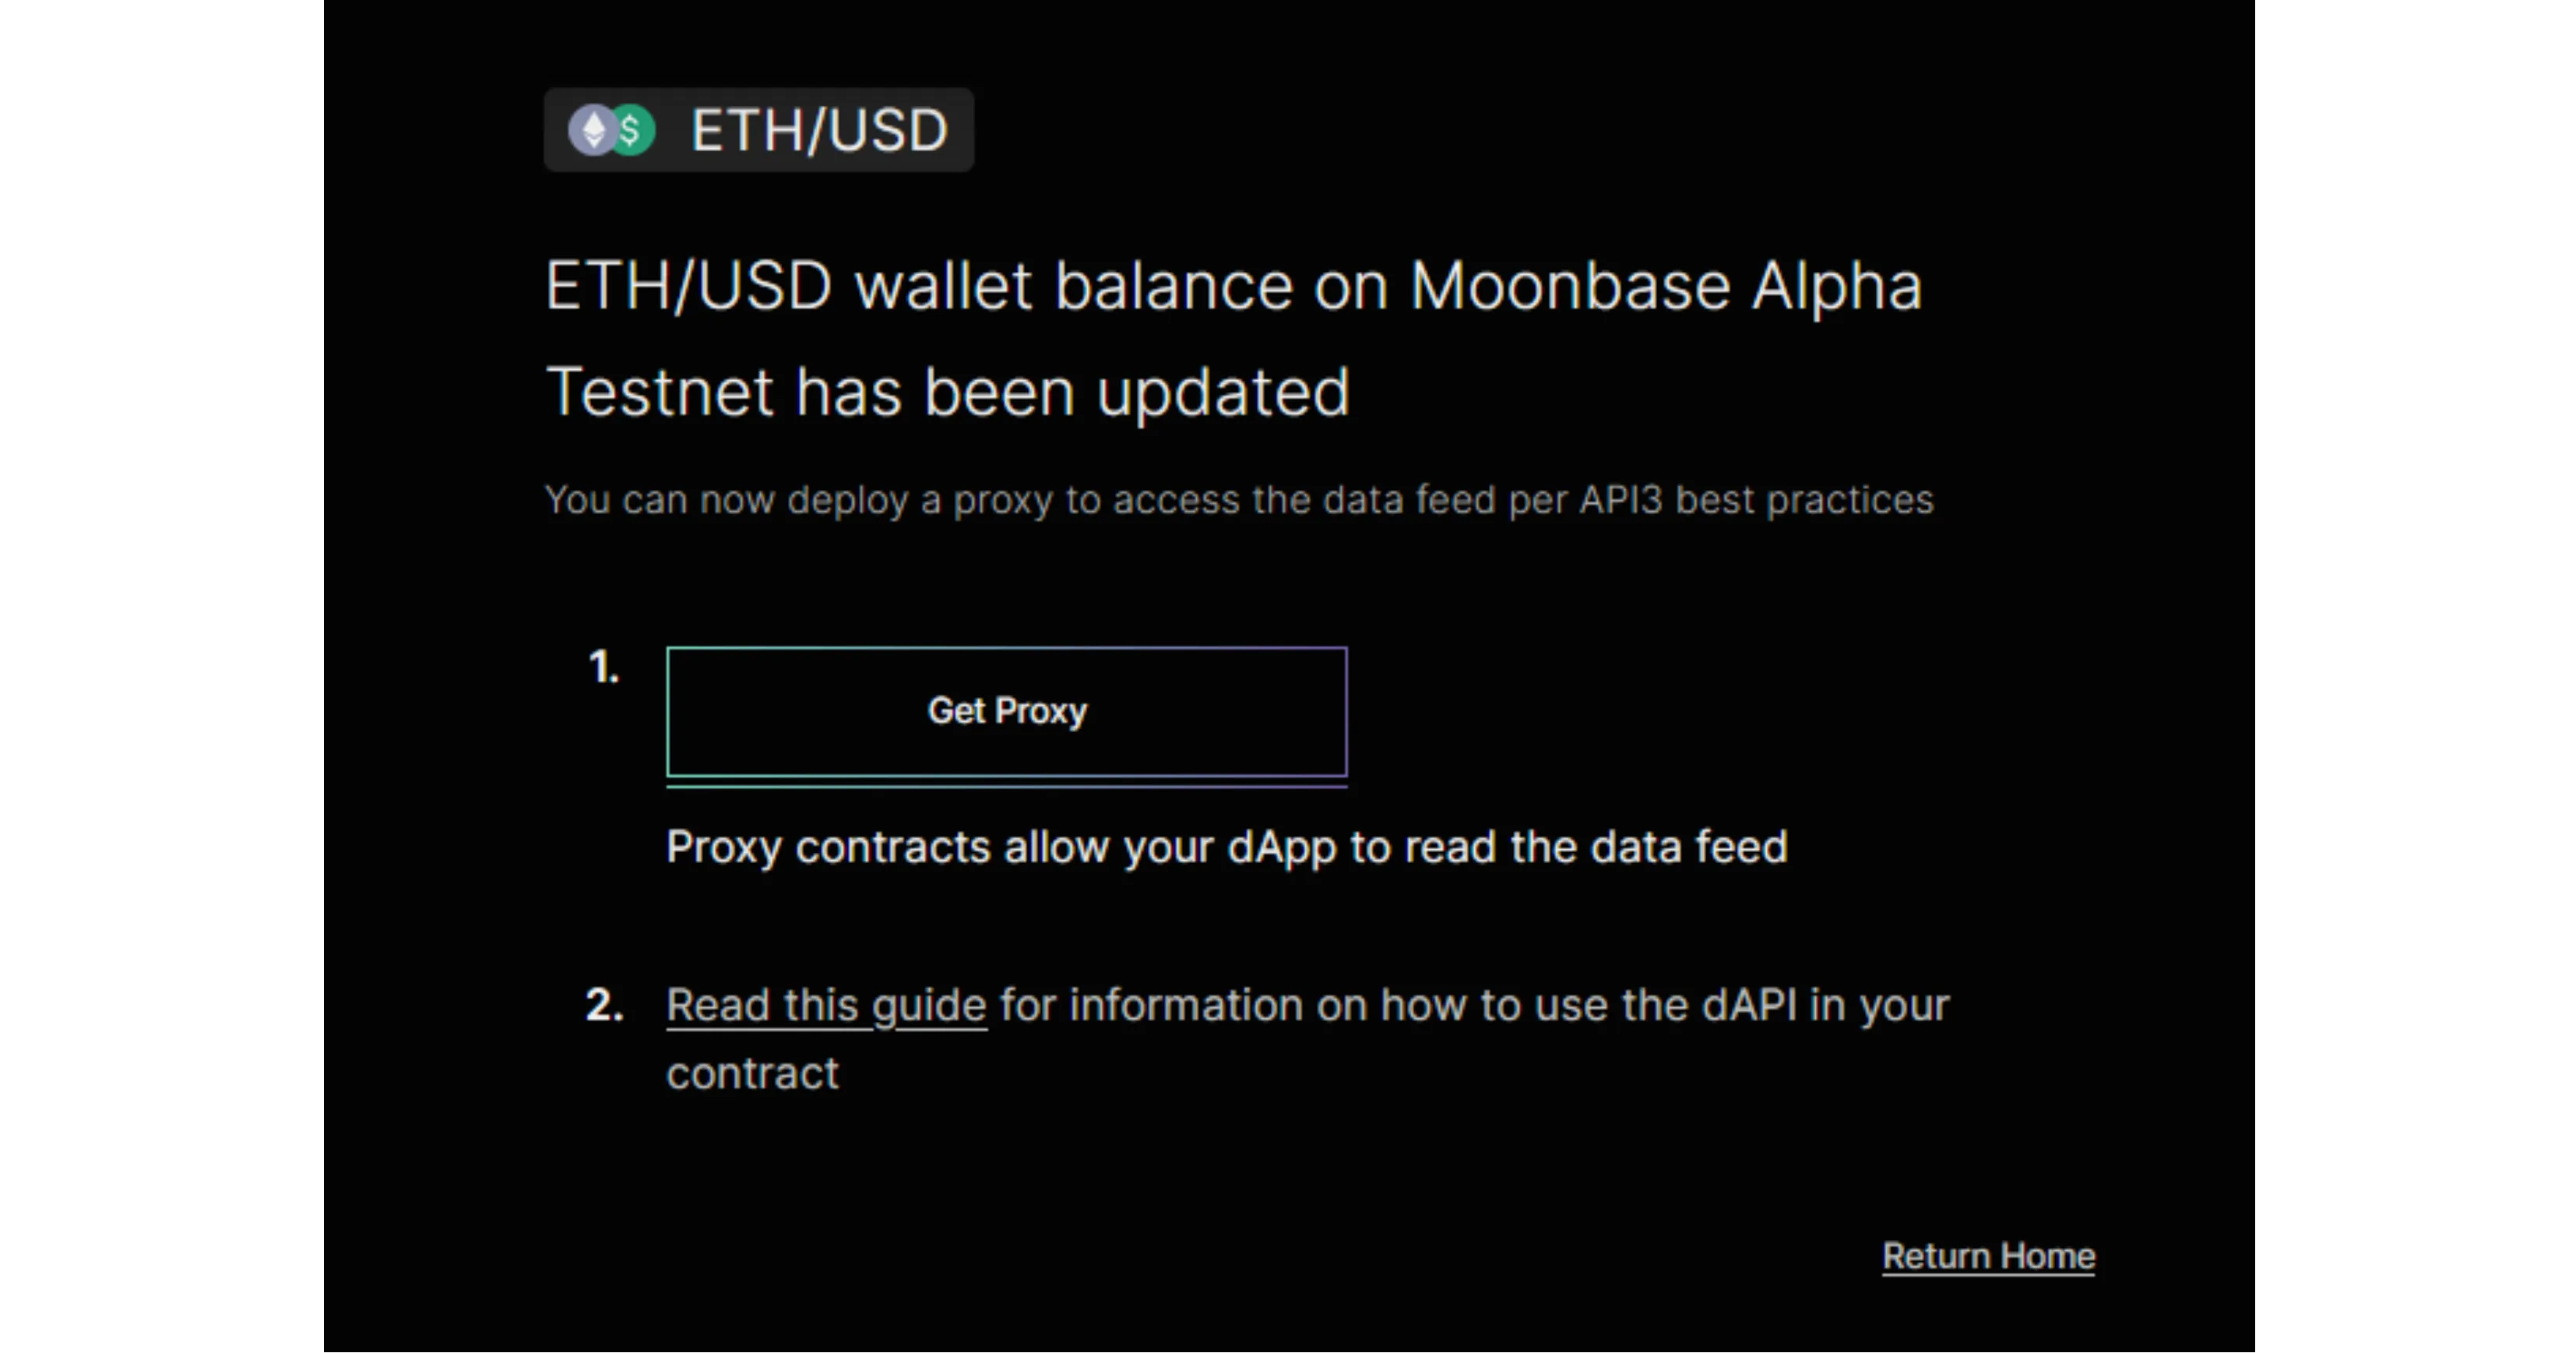 ETH/USD
ETH/USD wallet balance on Moonbase Alpha
Testnet has been updated
You can now deploy a proxy to access the data feed per API3 best practices
1.
Get Proxy
Proxy contracts allow your dApp to read the data feed
2. Read this guide for information on how to use the dAPI in your
contract
Return Home